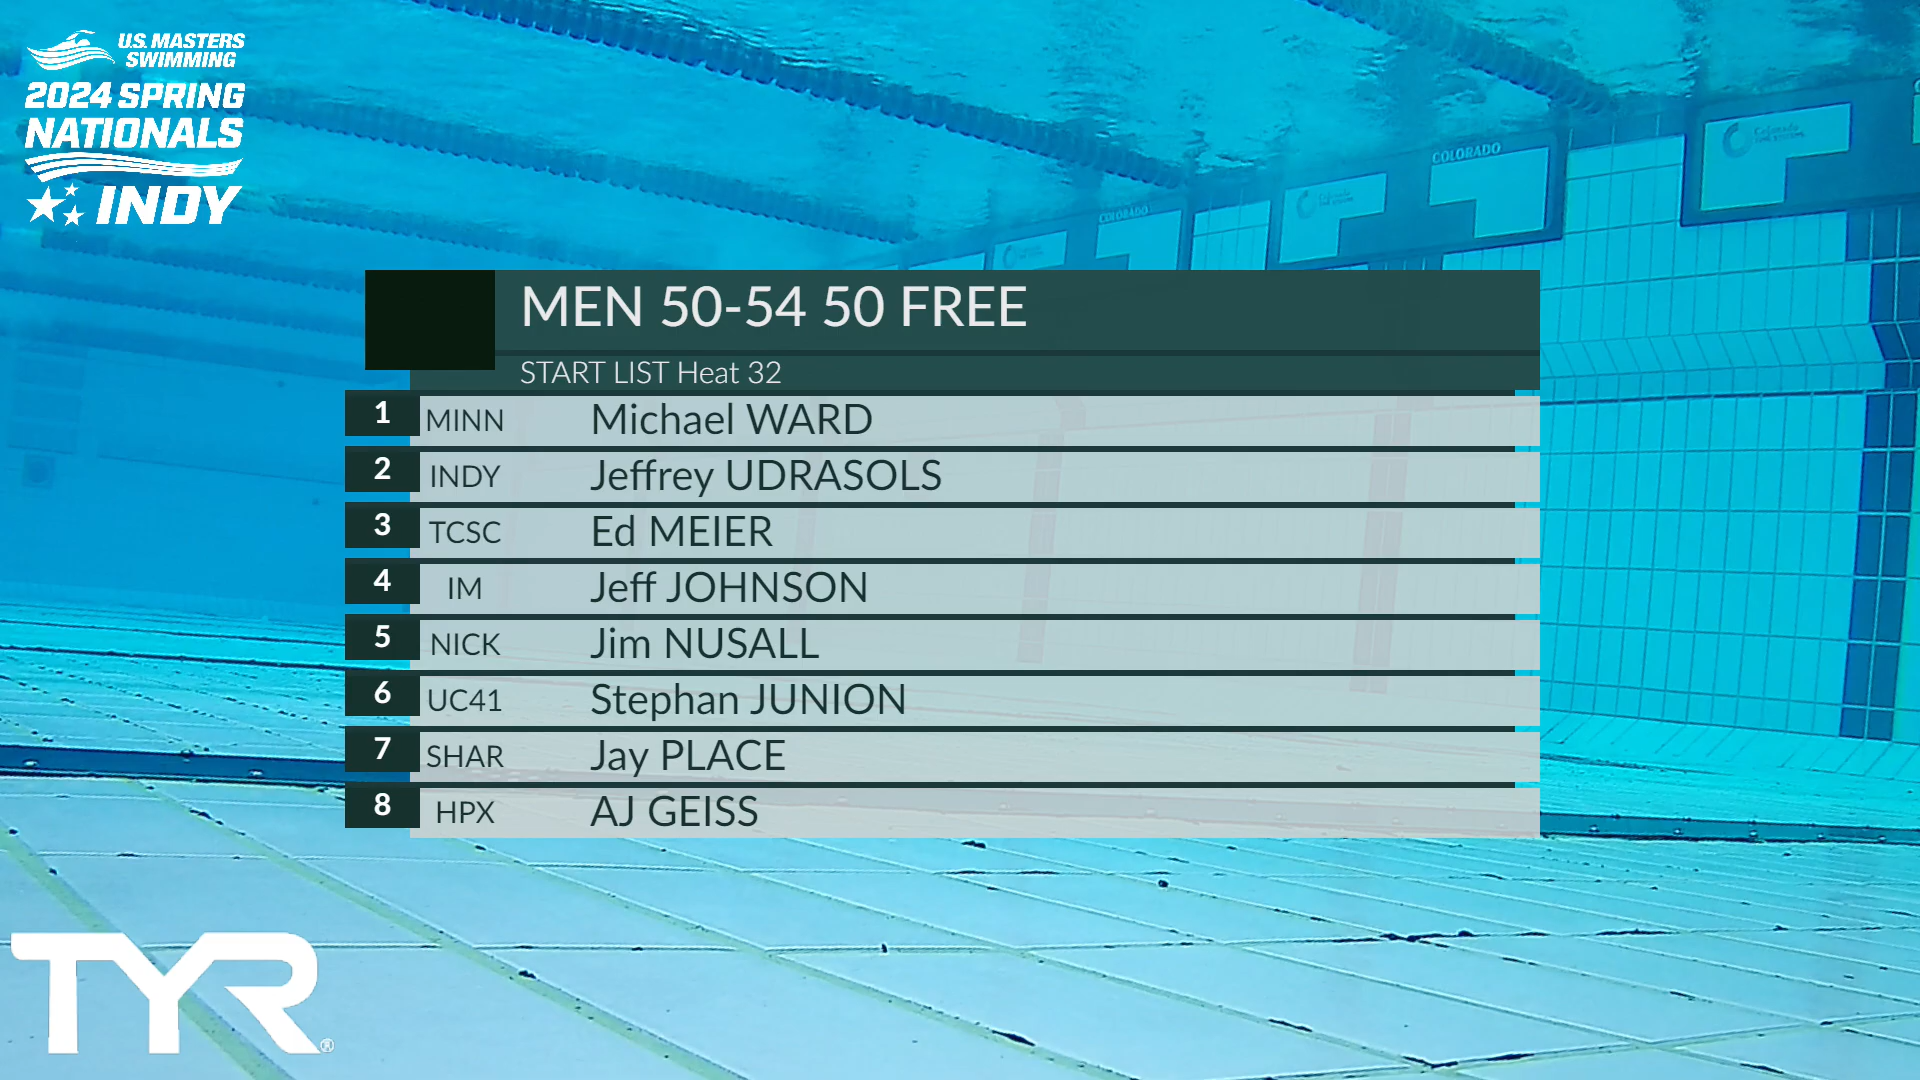 U.S. MASTERS
SWIMMING
2024 SPRING
NATIONALS
INDY
COLORADO
COLORADO
MEN 50-54 50 FREE
START LIST Heat 32
1 MINN Michael WARD
2 INDY Jeffrey UDRASOLS
3 TCSC Ed MEIER
4 IM Jeff JOHNSON
5 NICK Jim NUSALL
6 UC41 Stephan JUNION
7 SHAR Jay PLACE
8 HPX AJ GEISS
TYR